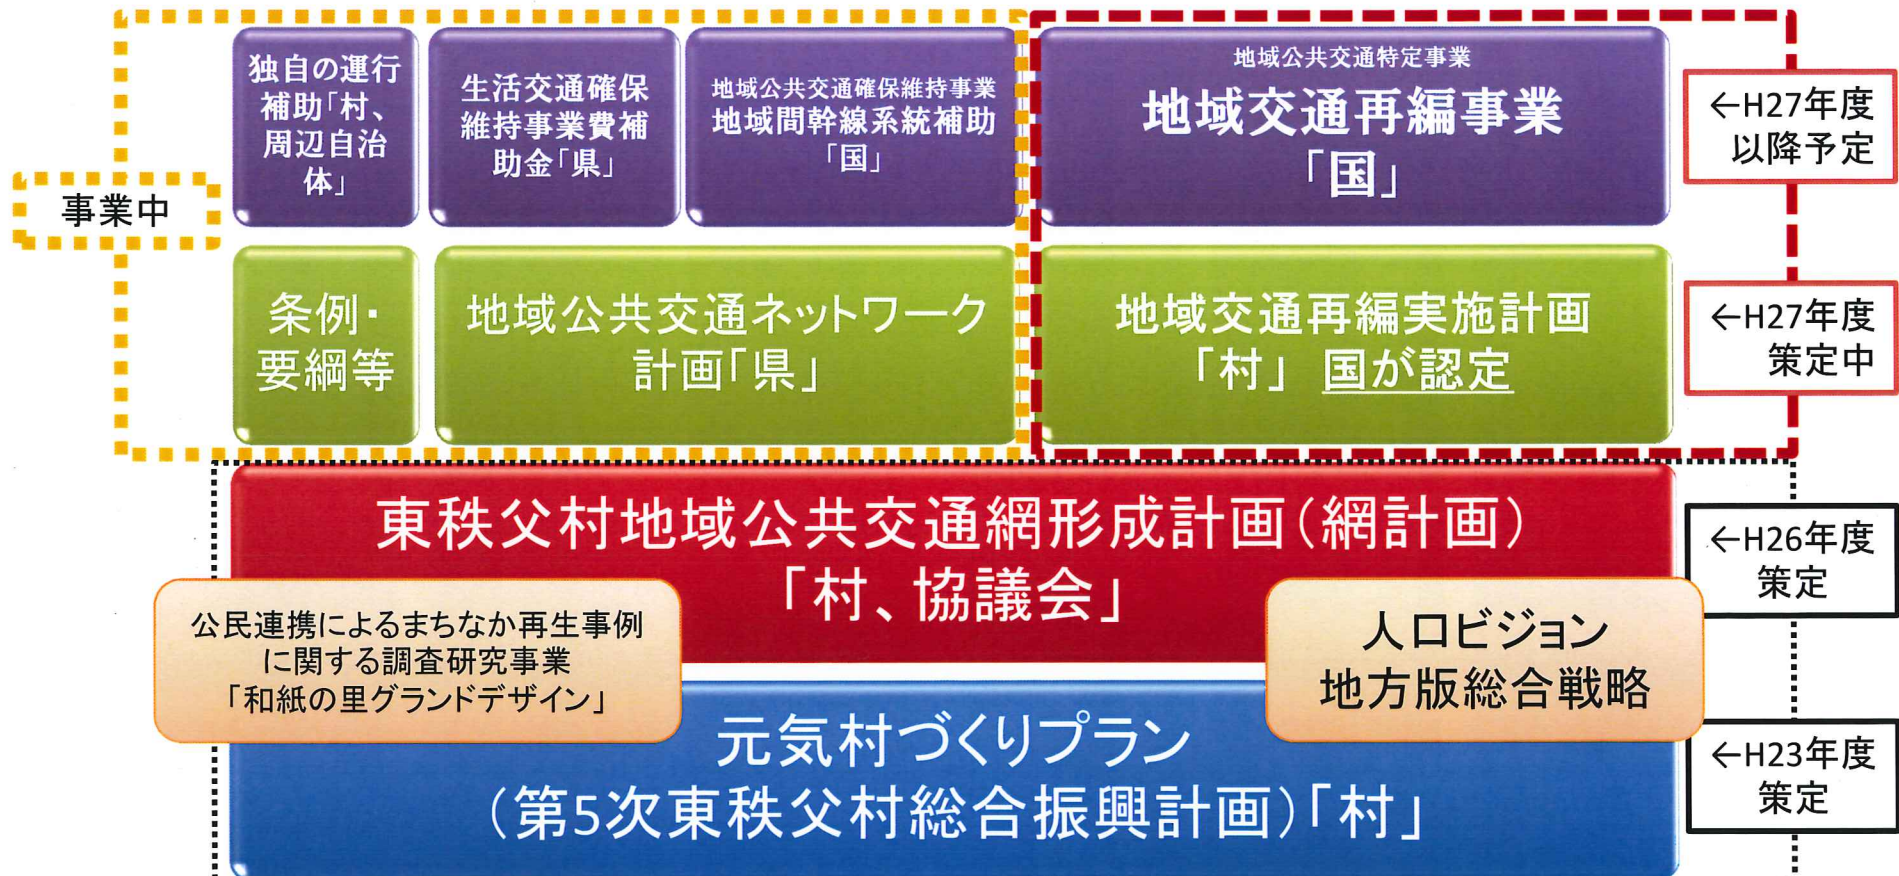 独自の運行
補助「村、
周辺自治
体」
生活交通確保
維持事業費補
助金「県」
地域公共交通確保維持事業
地域間幹線系統補助
「国」
地域公共交通特定事業
地域交通再編事業
「国」
←H27年度
以降予定
事業中
条例・
要綱等
地域公共交通ネットワーク
計画「県」
地域交通再編実施計画
「村」 国が認定
←H27年度
策定中
東秩父村地域公共交通網形成計画(網計画)
「村、協議会」
←H26年度
策定
公民連携によるまちなか再生事例
に関する調査研究事業
「和紙の里グランドデザイン」
人口ビジョン
地方版総合戦略
元気村づくりプラン
(第5次東秩父村総合振興計画)「村」
←H23年度
策定